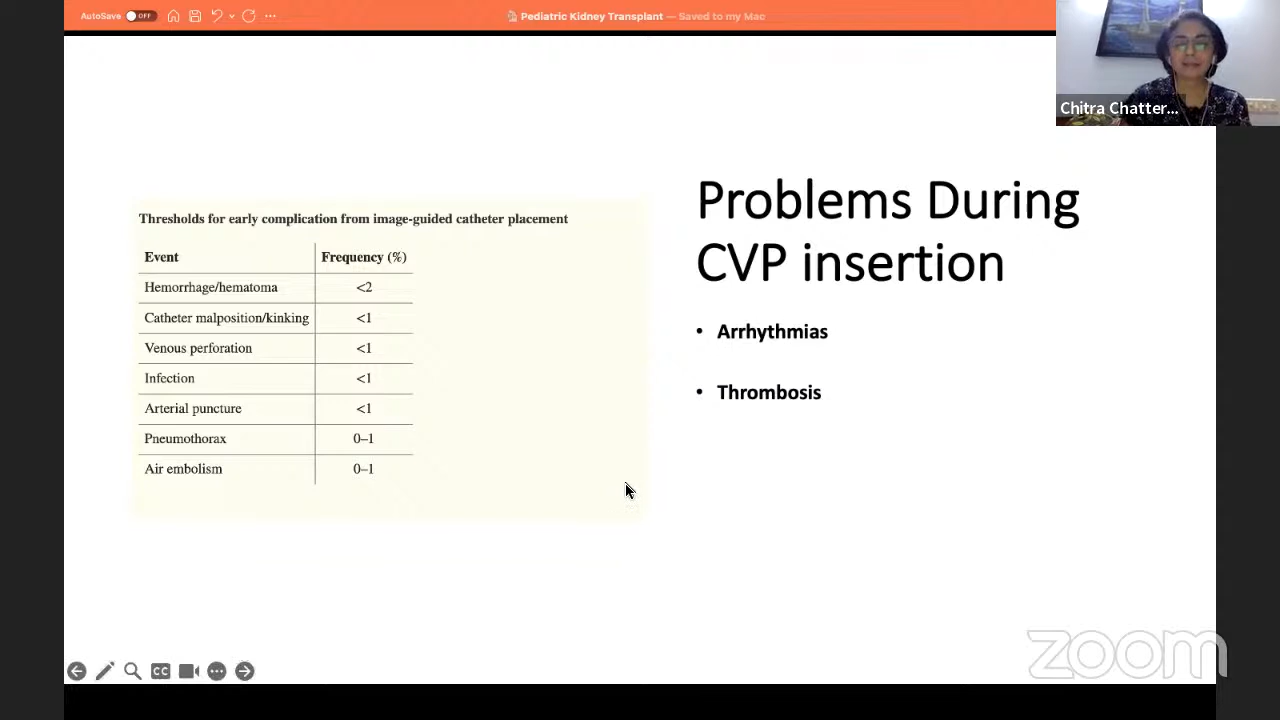 AutoSave OFF
Pediatric Kidney Transplant — Saved to my Mac
Chitra Chatter...
Thresholds for early complication from image-guided catheter placement
Event Frequency (%)
Hemorrhage/hematoma <2
Catheter malposition/kinking <1
Venous perforation <1
Infection <1
Arterial puncture <1
Pneumothorax 0–1
Air embolism 0–1
Problems During
CVP insertion
• Arrhythmias
• Thrombosis
CC
zoom